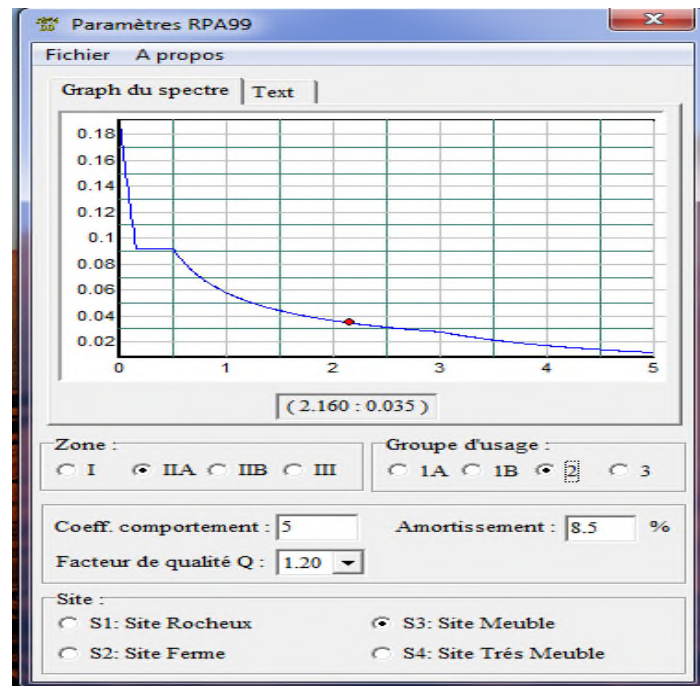 Paramètres RPA99
Fichier A propos
Graph du spectre Text
0.18
0.16
0.14
0.12
0.1
0.08
0.06
0.04
0.02
0 1 2 3 4 5
( 2.160 : 0.035 )
Zone :
I IIA IIB III
Groupe d'usage :
1A 1B 2 3
Coeff. comportement : 5 Amortissement : 8.5 %
Facteur de qualité Q : 1.20
Site :
S1: Site Rocheux S3: Site Meuble
S2: Site Ferme S4: Site Trés Meuble